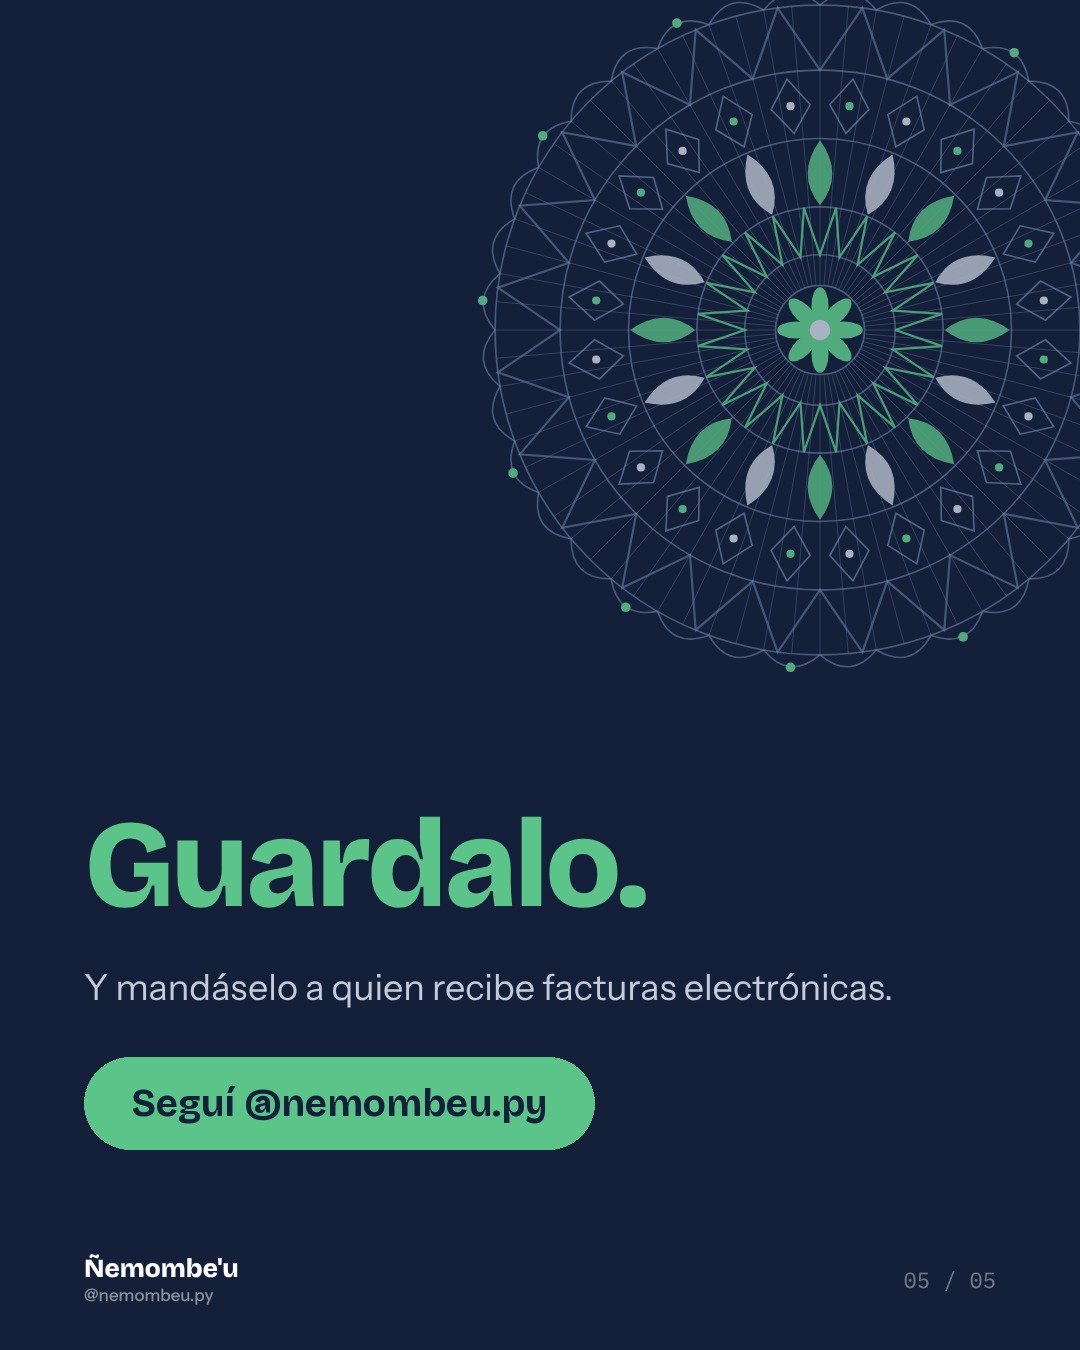 Guardalo.
Y mandáselo a quien recibe facturas electrónicas.
Seguí @nemombeu.py
Ñemombe'u
@nemombeu.py
05 / 05